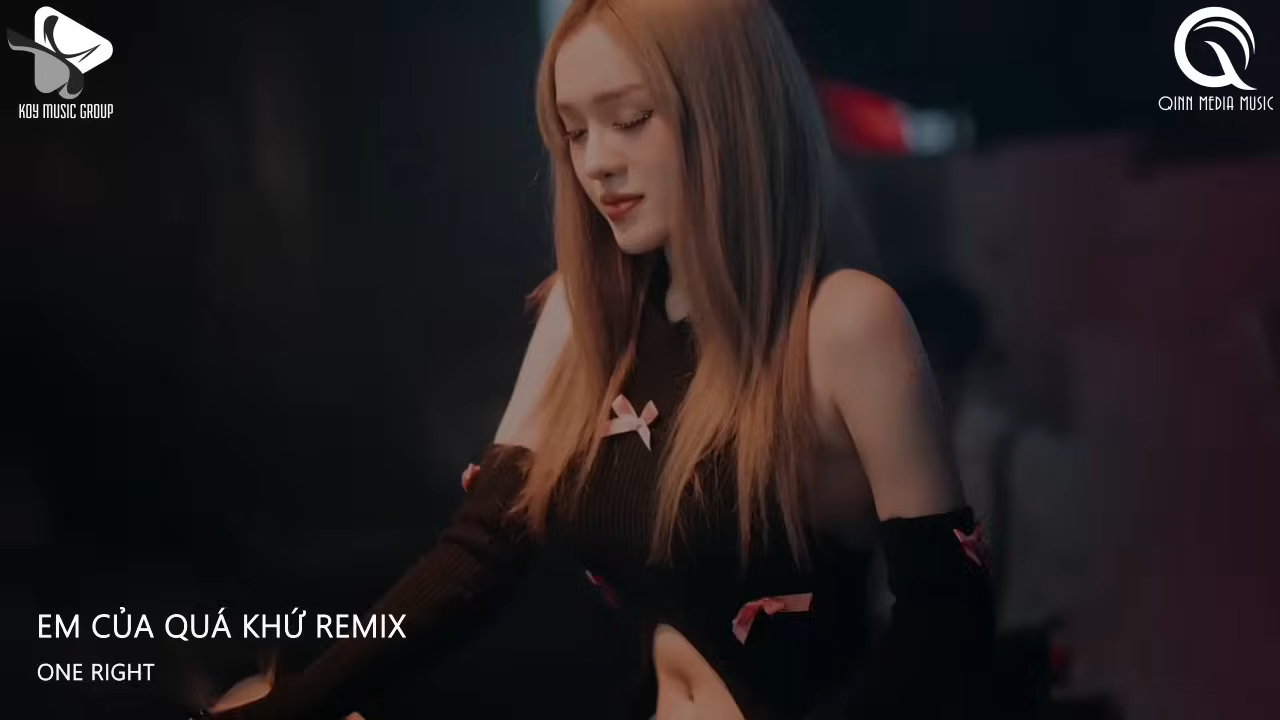 KOY MUSIC GROUP
QINN MEDIA MUSIC
EM CỦA QUÁ KHỨ REMIX
ONE RIGHT